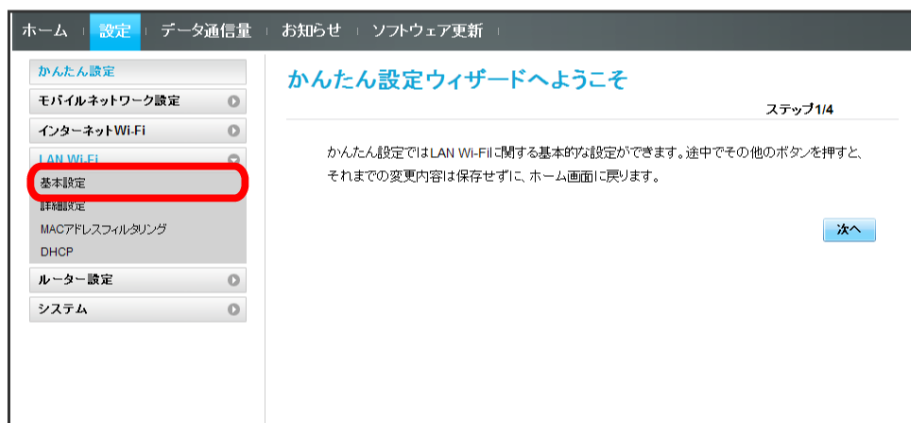 ホーム 設定 データ通信量 お知らせ ソフトウェア更新
かんたん設定
モバイルネットワーク設定
インターネットWi-Fi
LAN Wi-Fi
基本設定
詳細設定
MACアドレスフィルタリング
DHCP
ルーター設定
システム
かんたん設定ウィザードへようこそ
ステップ1/4
かんたん設定ではLAN Wi-Fiに関する基本的な設定ができます。途中でその他のボタンを押すと、
それまでの変更内容は保存せずに、ホーム画面に戻ります。
次へ